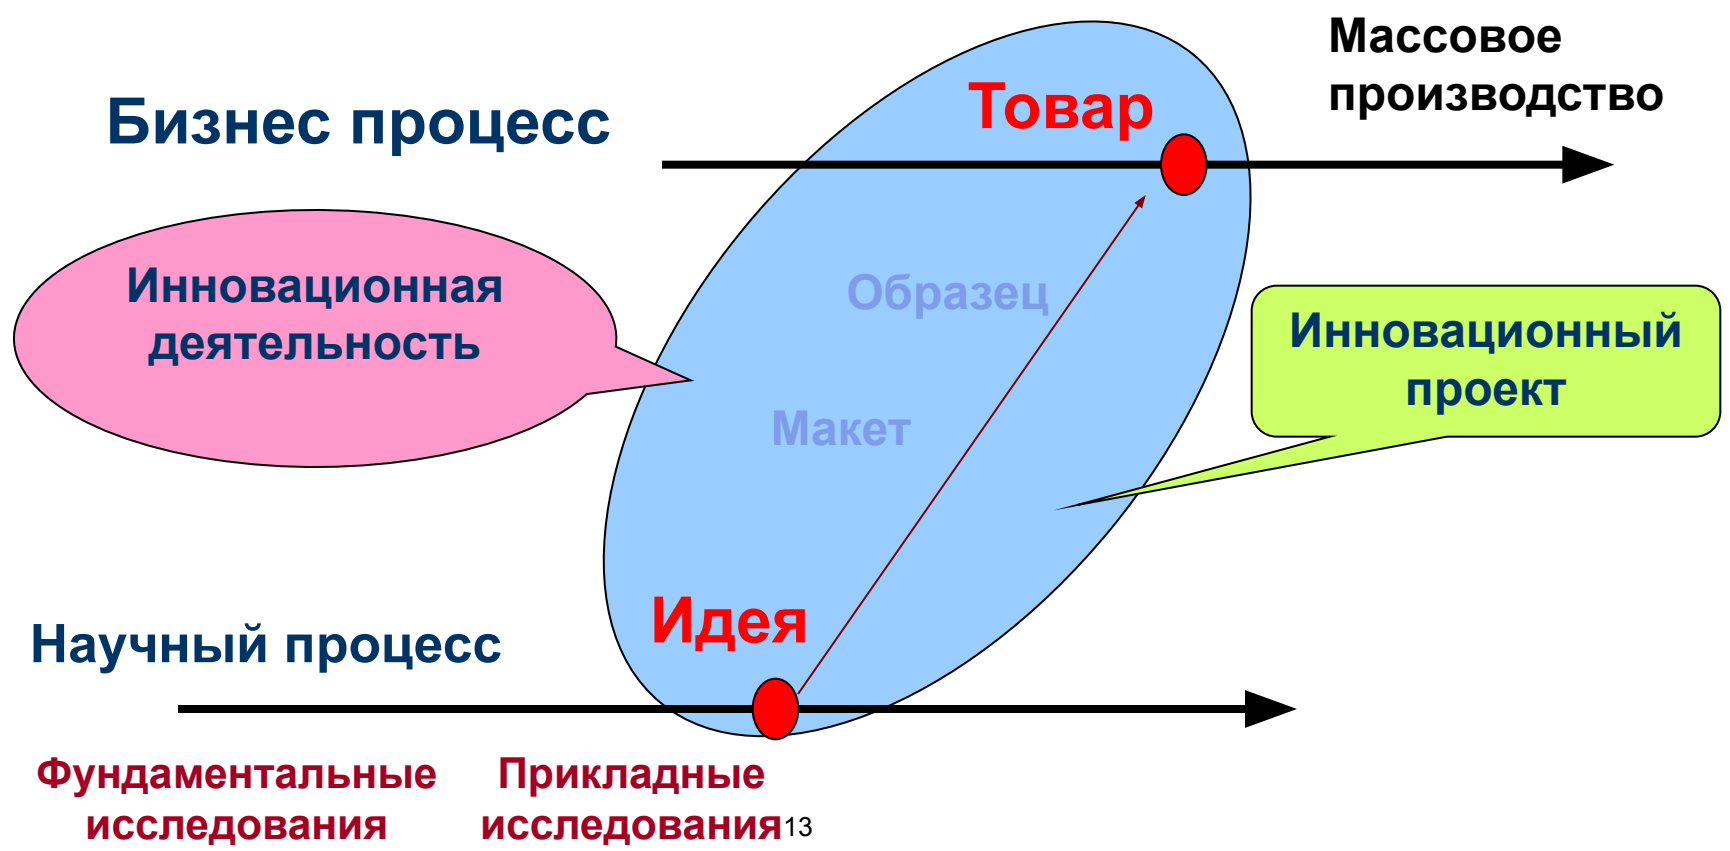 Массовое
производство
Товар
Бизнес процесс
Инновационная
деятельность
Образец
Инновационный
проект
Макет
Идея
Научный процесс
Фундаментальные
исследования
Прикладные
исследования
13